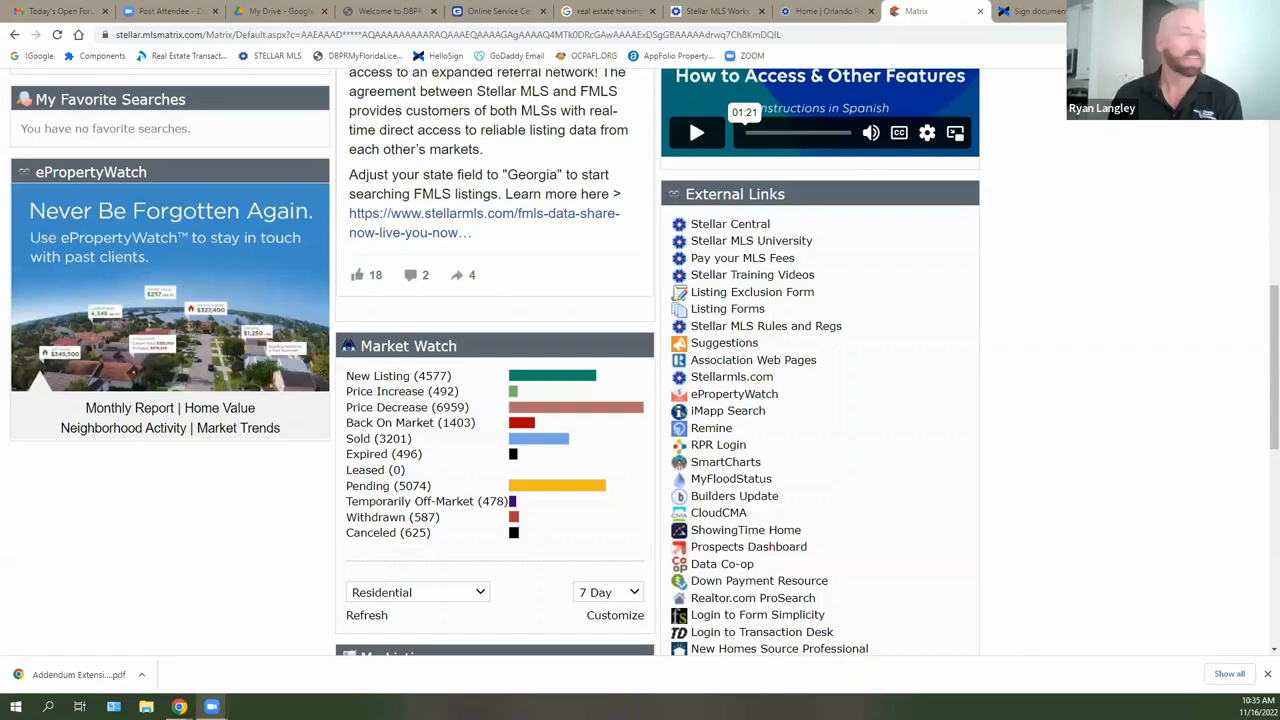 Today's Open Foru
Post Attendee - Zo
My Drive - Google
Welcome to DBPR
Online Service Ce
real estate training
Stellar MLS Works
Home | Orlando R
Matrix
Sign documen
stellar.mlsmatrix.com/Matrix/Default.aspx?c=AAEAAAD*****AQAAAAAAAAARAQAAAEQAAAAGAgAAAAQ4MTk0DRcGAwAAAAExDSgGBAAAAAdrwq7Ch8KmDQIL
!Google
Components
Real Estate Transact...
STELLAR MLS
DBPRMyFloridaLice...
HelloSign
GoDaddy Email
OCPAFL.ORG
AppFolio Property...
ZOOM
Ryan Langley
My Favorite Searches
You have no favorite searches.
ePropertyWatch
Never Be Forgotten Again.
Use ePropertyWatch™ to stay in touch
with past clients.
$327,400
$1,250
$349,500
Monthly Report | Home Value
Neighborhood Activity | Market Trends
access to an expanded referral network! The
agreement between Stellar MLS and FMLS
provides customers of both MLSs with real-
time direct access to reliable listing data from
each other's markets.
Adjust your state field to "Georgia" to start
searching FMLS listings. Learn more here >
https://www.stellarmls.com/fmls-data-share-
now-live-you-now…
18
2
4
Market Watch
New Listing (4577)
Price Increase (492)
Price Decrease (6959)
Back On Market (1403)
Sold (3201)
Expired (496)
Leased (0)
Pending (5074)
Temporarily Off-Market (478)
Withdrawn (587)
Canceled (625)
Residential
7 Day
Refresh
Customize
How to Access & Other Features
Instructions in Spanish
01:21
CC
External Links
Stellar Central
Stellar MLS University
Pay your MLS Fees
Stellar Training Videos
Listing Exclusion Form
Listing Forms
Stellar MLS Rules and Regs
Suggestions
Association Web Pages
Stellarmls.com
ePropertyWatch
iMapp Search
Remine
RPR Login
SmartCharts
MyFloodStatus
Builders Update
CloudCMA
ShowingTime Home
Prospects Dashboard
Data Co-op
Down Payment Resource
Realtor.com ProSearch
Login to Form Simplicity
Login to Transaction Desk
New Homes Source Professional
Addendum Extensi....pdf
Show all
10:35 AM
11/16/2022